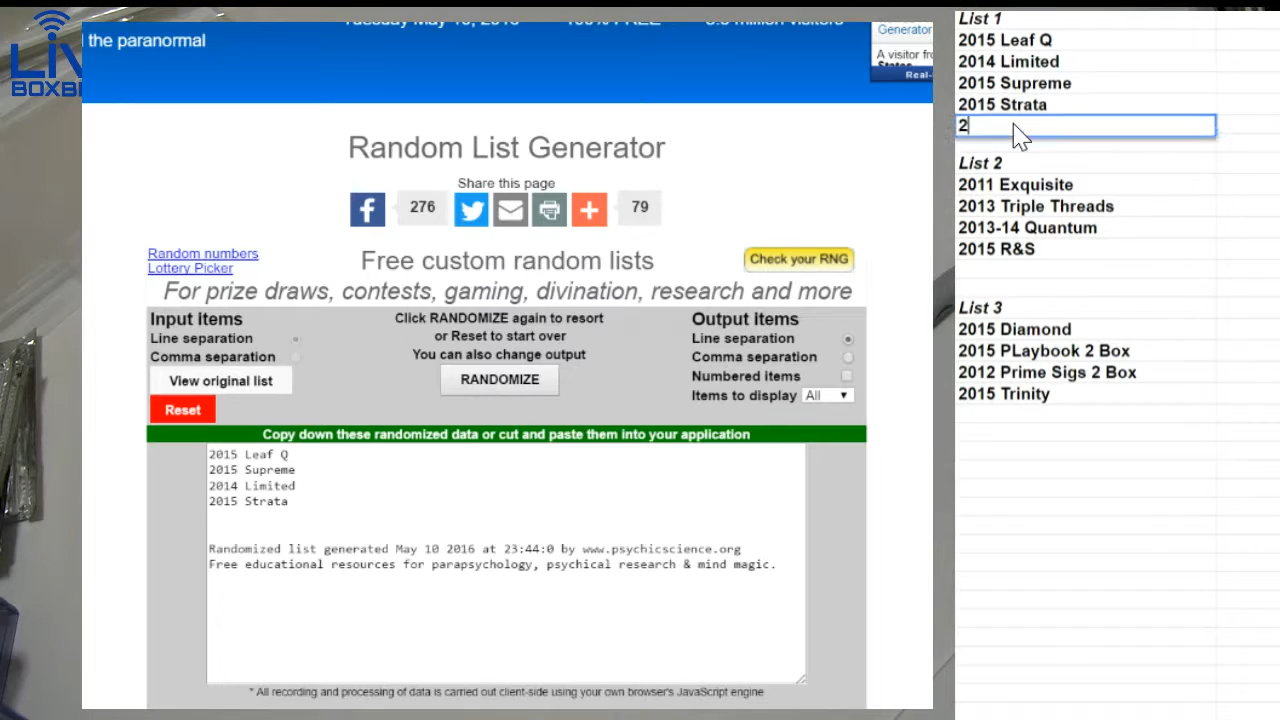 the paranormal
Generator
A visitor fro
Random List Generator
Share this page
276
79
Random numbers
Lottery Picker
Free custom random lists
Check your RNG
For prize draws, contests, gaming, divination, research and more
Input items
Line separation
Comma separation
View original list
Reset
Click RANDOMIZE again to resort
or Reset to start over
You can also change output
RANDOMIZE
Output items
Line separation
Comma separation
Numbered items
Items to display All
Copy down these randomized data or cut and paste them into your application
2015 Leaf Q
2015 Supreme
2014 Limited
2015 Strata
Randomized list generated May 10 2016 at 23:44:0 by www.psychicscience.org
Free educational resources for parapsychology, psychical research & mind magic.
* All recording and processing of data is carried out client-side using your own browser's JavaScript engine
List 1
2015 Leaf Q
2014 Limited
2015 Supreme
2015 Strata
2
List 2
2011 Exquisite
2013 Triple Threads
2013-14 Quantum
2015 R&S
List 3
2015 Diamond
2015 PLaybook 2 Box
2012 Prime Sigs 2 Box
2015 Trinity